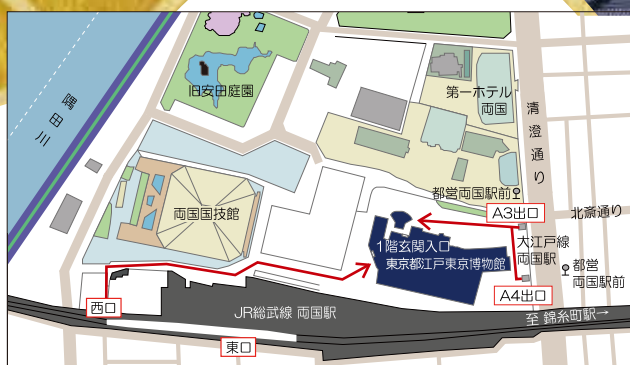 隅田川
旧安田庭園
第一ホテル
両国
清澄通り
都営両国駅前
A3出口
北斎通り
両国国技館
1階玄関入口
東京都江戸東京博物館
大江戸線
両国駅
都営
両国駅前
A4出口
西口
JR総武線 両国駅
至 錦糸町駅→
東口